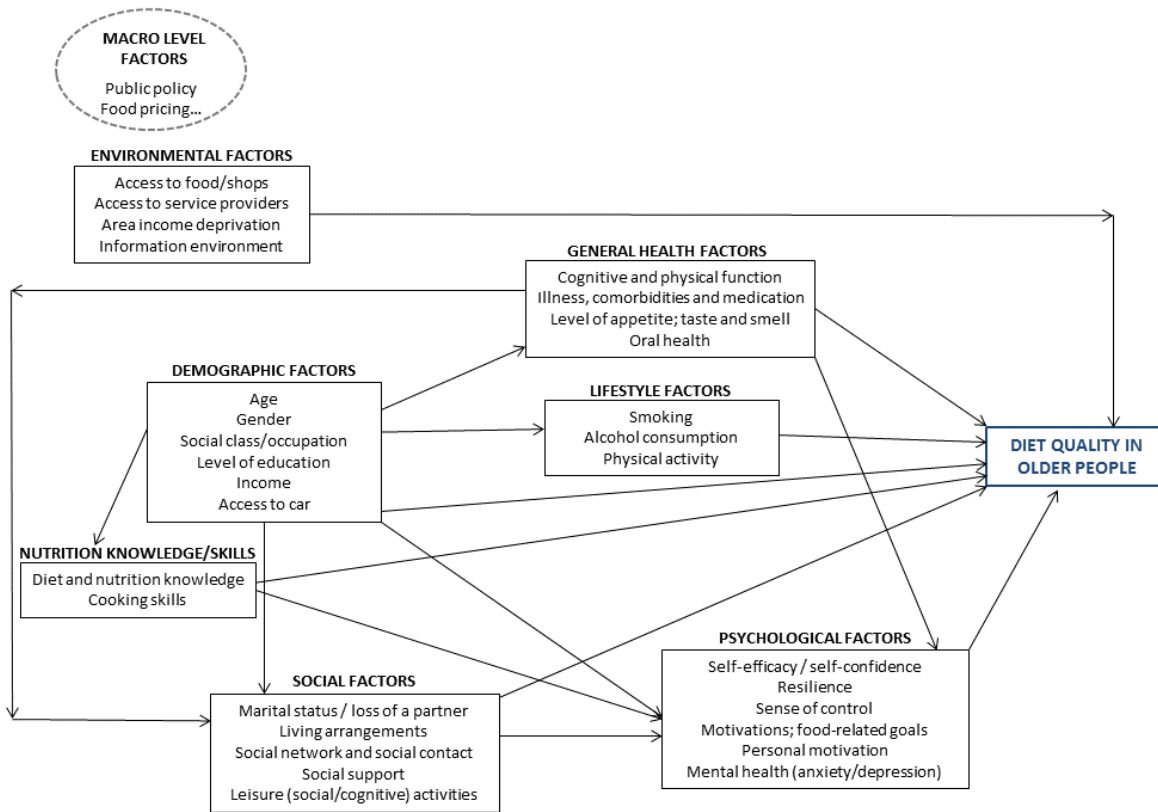 MACRO LEVEL
FACTORS
Public policy
Food pricing...
ENVIRONMENTAL FACTORS
Access to food/shops
Access to service providers
Area income deprivation
Information environment
GENERAL HEALTH FACTORS
Cognitive and physical function
Illness, comorbidities and medication
Level of appetite; taste and smell
Oral health
DEMOGRAPHIC FACTORS
Age
Gender
Social class/occupation
Level of education
Income
Access to car
LIFESTYLE FACTORS
Smoking
Alcohol consumption
Physical activity
DIET QUALITY IN
OLDER PEOPLE
NUTRITION KNOWLEDGE/SKILLS
Diet and nutrition knowledge
Cooking skills
SOCIAL FACTORS
Marital status / loss of a partner
Living arrangements
Social network and social contact
Social support
Leisure (social/cognitive) activities
PSYCHOLOGICAL FACTORS
Self-efficacy / self-confidence
Resilience
Sense of control
Motivations; food-related goals
Personal motivation
Mental health (anxiety/depression)